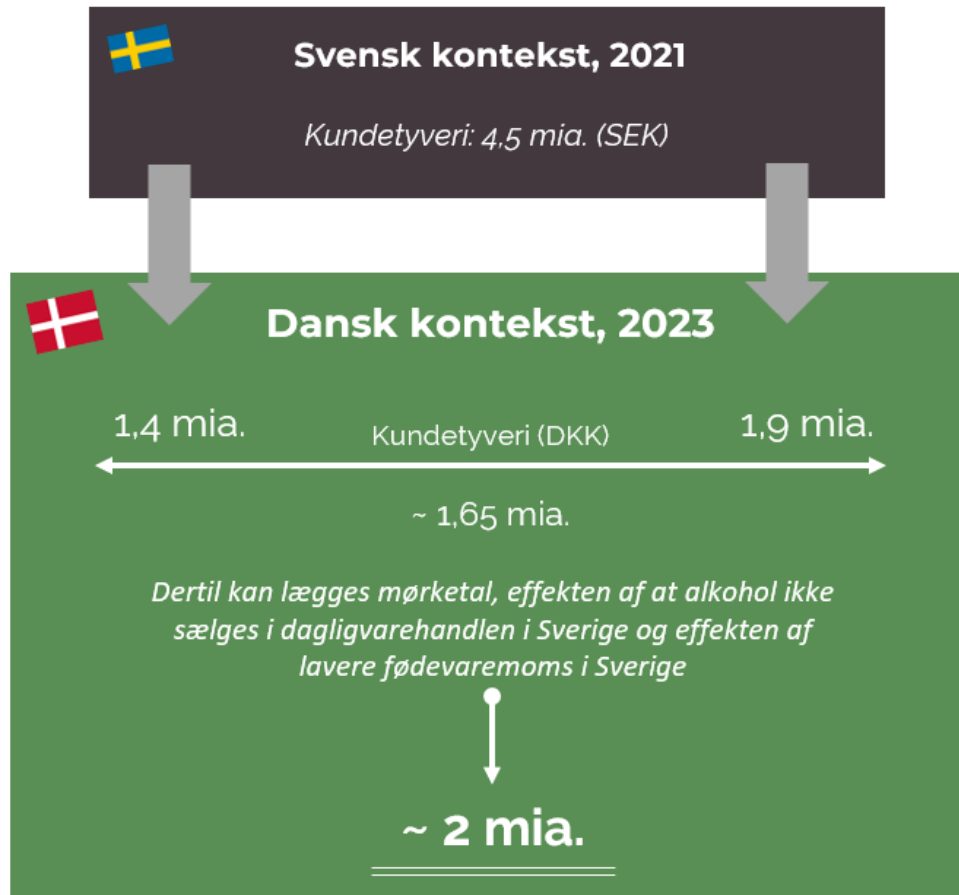 Svensk kontekst, 2021
Kundetyveri: 4,5 mia. (SEK)
Dansk kontekst, 2023
1,4 mia.
Kundetyveri (DKK)
1,9 mia.
~ 1,65 mia.
Dertil kan lægges mørketal, effekten af at alkohol ikke
sælges i dagligvarehandlen i Sverige og effekten af
lavere fødevaremoms i Sverige
~ 2 mia.